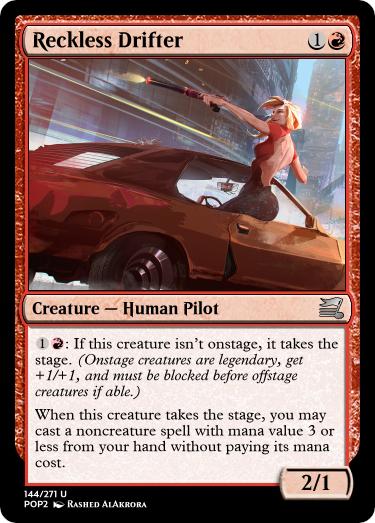 Reckless Drifter 1R
Creature — Human Pilot
1R: If this creature isn't onstage, it takes the
stage. (Onstage creatures are legendary, get
+1/+1, and must be blocked before offstage
creatures if able.)
When this creature takes the stage, you may
cast a noncreature spell with mana value 3 or
less from your hand without paying its mana
cost.
2/1
144/271 U
POP2 Rashed AlAkrora